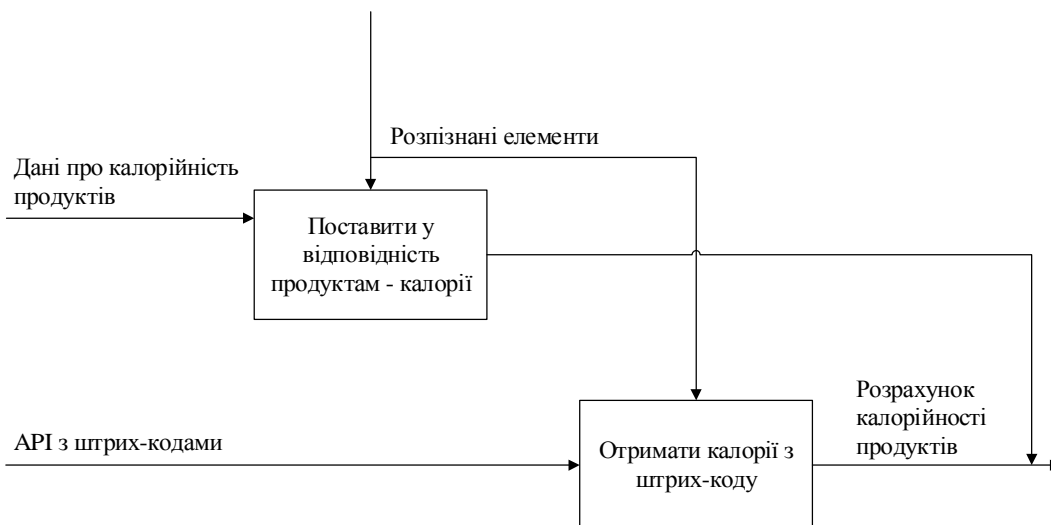 Розпізнані елементи
Дані про калорійність
продуктів
Поставити у
відповідність
продуктам - калорії
Розрахунок
калорійності
продуктів
АРІ з штрих-кодами
Отримати калорії з
штрих-коду